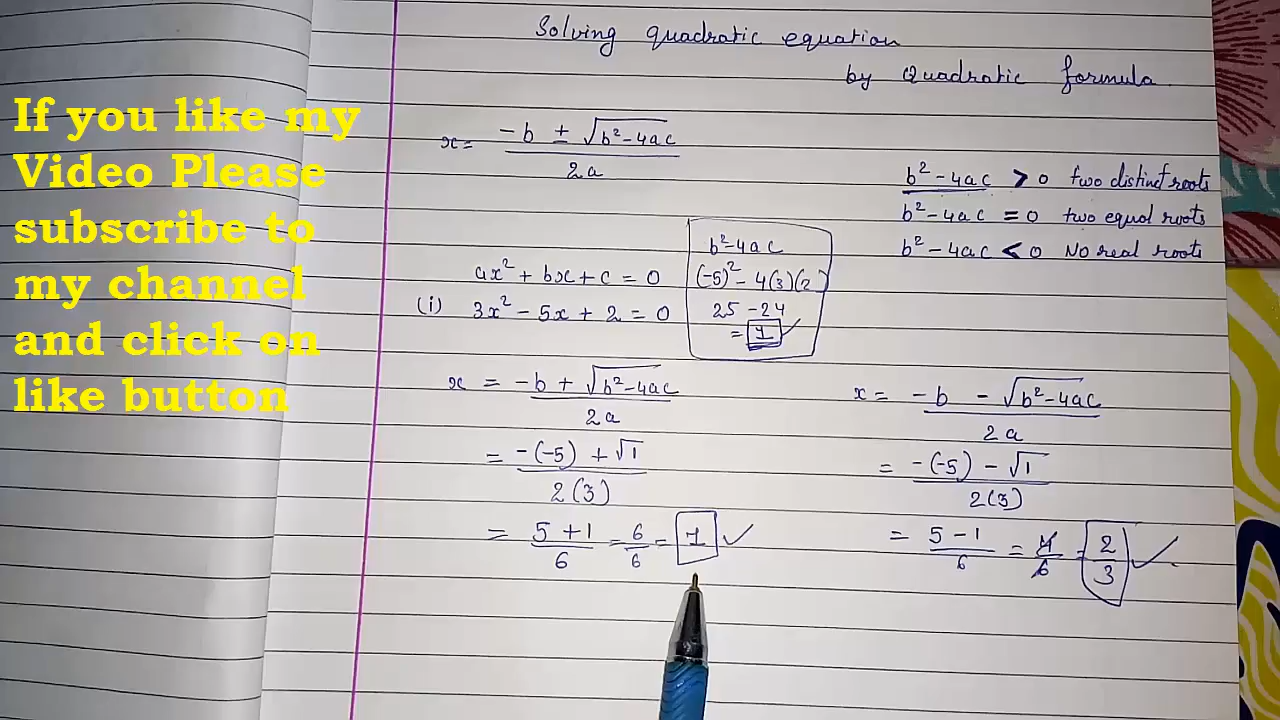 If you like my
Video Please
subscribe to
my channel
and click on
like button
Solving quadratic equation
by Quadratic formula
x = (-b ± √(b²-4ac)) / 2a
b²-4ac > 0 two distinct roots
b²-4ac = 0 two equal roots
b²-4ac < 0 No real roots
ax² + bx + c = 0
(i) 3x² - 5x + 2 = 0
b²-4ac
(-5)² - 4(3)(2)
25 - 24
= 1 ✓
x = (-b + √(b²-4ac)) / 2a
= (-(-5) + √1) / 2(3)
= (5 + 1)/6 = 6/6 = 1 ✓
x = (-b - √(b²-4ac)) / 2a
= (-(-5) - √1) / 2(3)
= (5 - 1)/6 = 4/6 = 2/3 ✓